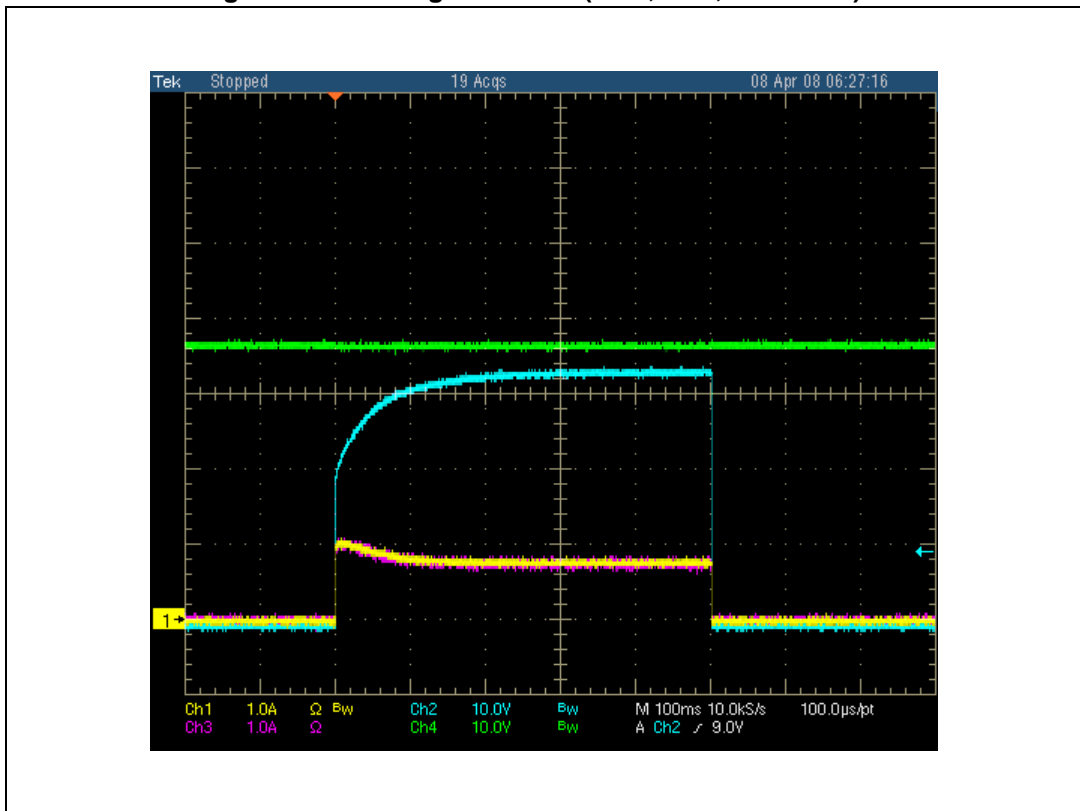 Tek Stopped 19 Acqs 08 Apr 08 06:27:16
1
Ch1 1.0A Ω Bw Ch2 10.0V Bw M 100ms 10.0kS/s 100.0µs/pt
Ch3 1.0A Ω Ch4 10.0V Bw A Ch2 9.0V